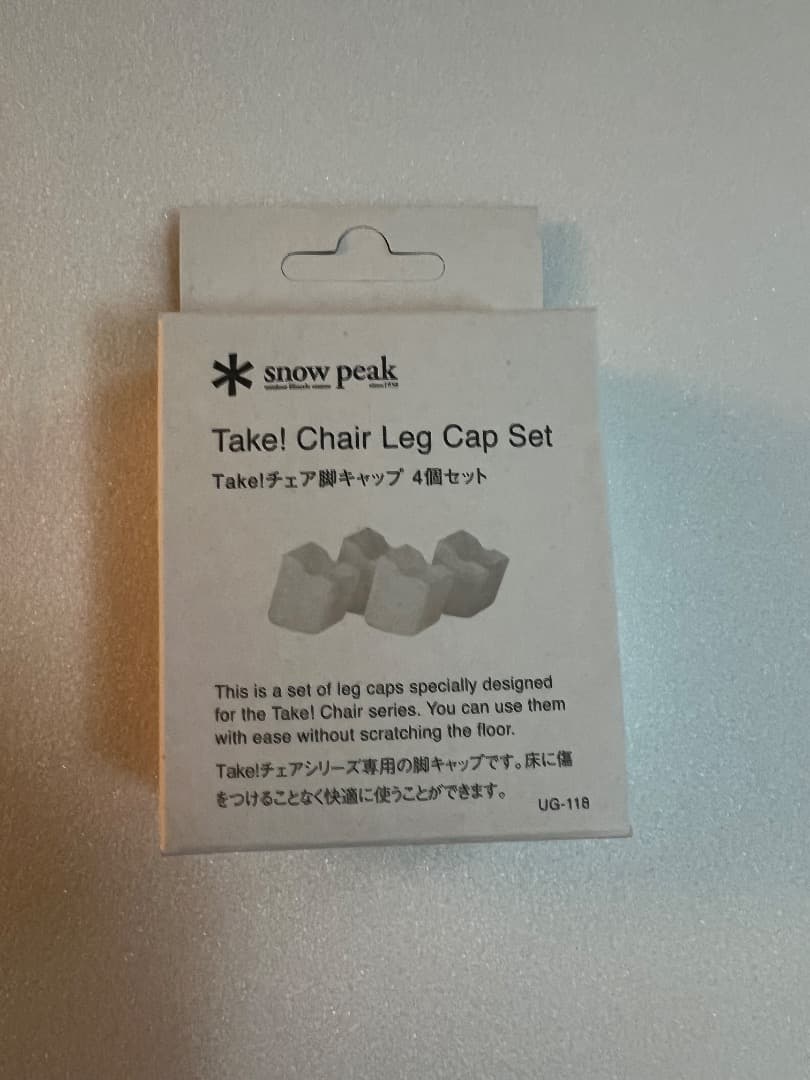 snow peak
Take! Chair Leg Cap Set
Take!チェア脚キャップ 4個セット
This is a set of leg caps specially designed
for the Take! Chair series. You can use them
with ease without scratching the floor.
Take!チェアシリーズ専用の脚キャップです。床に傷
をつけることなく快適に使うことができます。
UG-118